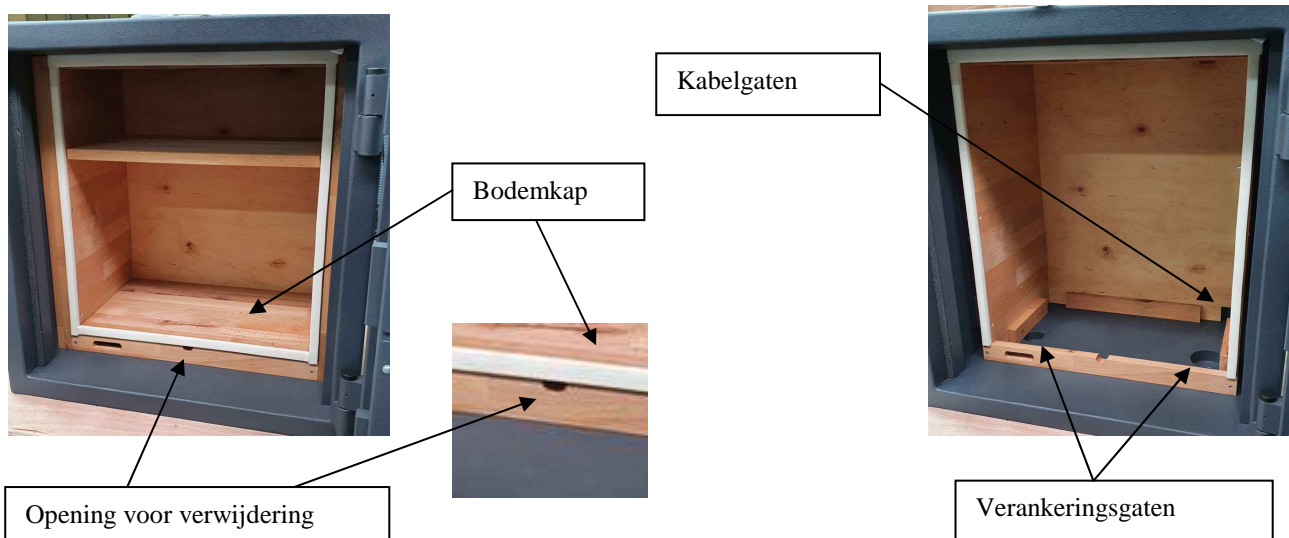 Kabelgaten
Bodemkap
Opening voor verwijdering
Verankeringsgaten